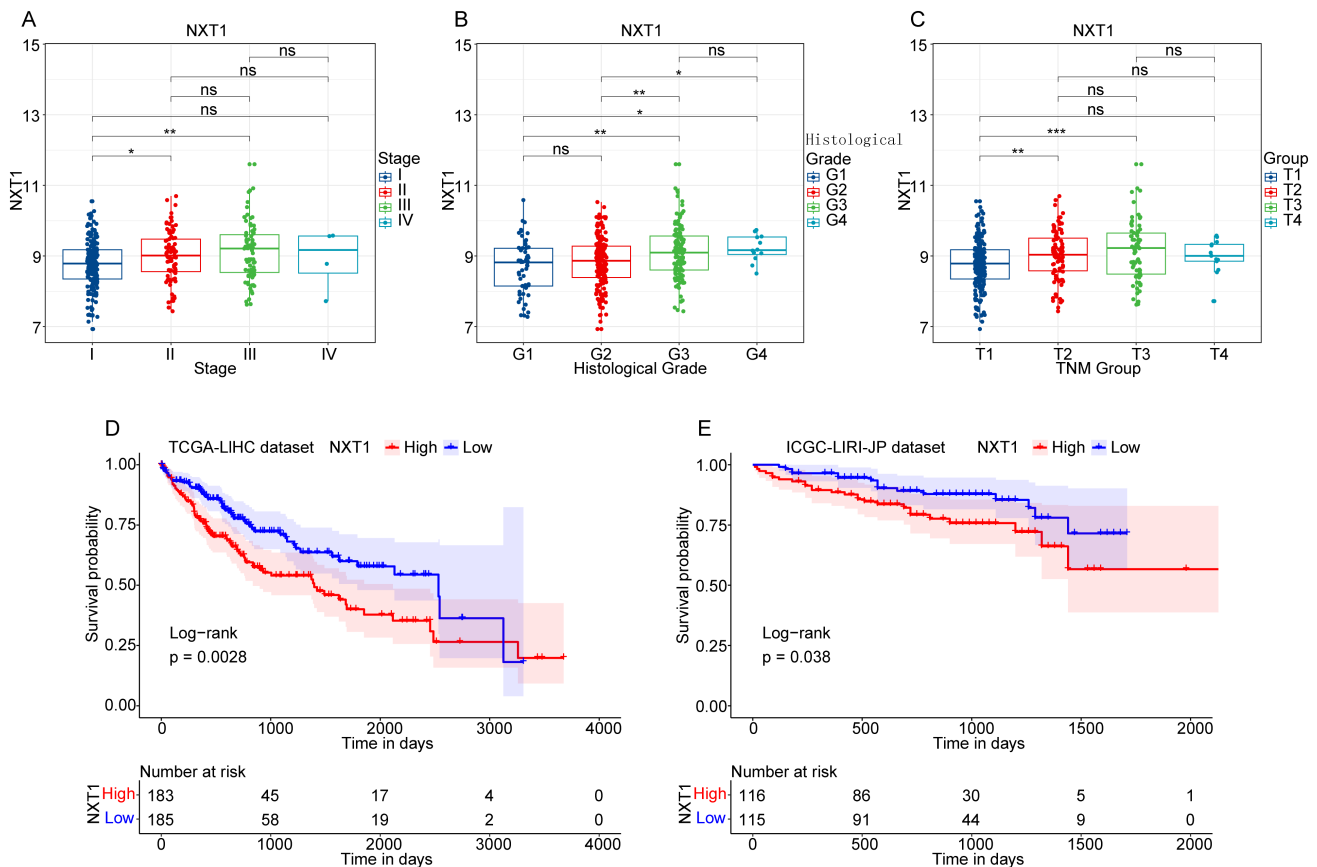 A
NXT1
15
13
11
9
7
NXT1
ns
ns
ns
ns
**
*
I
II
III
IV
Stage
Stage
I
II
III
IV
B
NXT1
15
13
11
9
7
NXT1
ns
*
**
*
**
ns
G1
G2
G3
G4
Histological Grade
Histological
Grade
G1
G2
G3
G4
C
NXT1
15
13
11
9
7
NXT1
ns
ns
ns
ns
***
**
T1
T2
T3
T4
TNM Group
Group
T1
T2
T3
T4
D
TCGA-LIHC dataset NXT1 High Low
1.00
0.75
0.50
0.25
0.00
Survival probability
Log-rank
p = 0.0028
0 1000 2000 3000 4000
Time in days
Number at risk
NXT1
High 183 45 17 4 0
Low 185 58 19 2 0
0 1000 2000 3000 4000
Time in days
E
ICGC-LIRI-JP dataset NXT1 High Low
1.00
0.75
0.50
0.25
0.00
Survival probability
Log-rank
p = 0.038
0 500 1000 1500 2000
Time in days
Number at risk
NXT1
High 116 86 30 5 1
Low 115 91 44 9 0
0 500 1000 1500 2000
Time in days